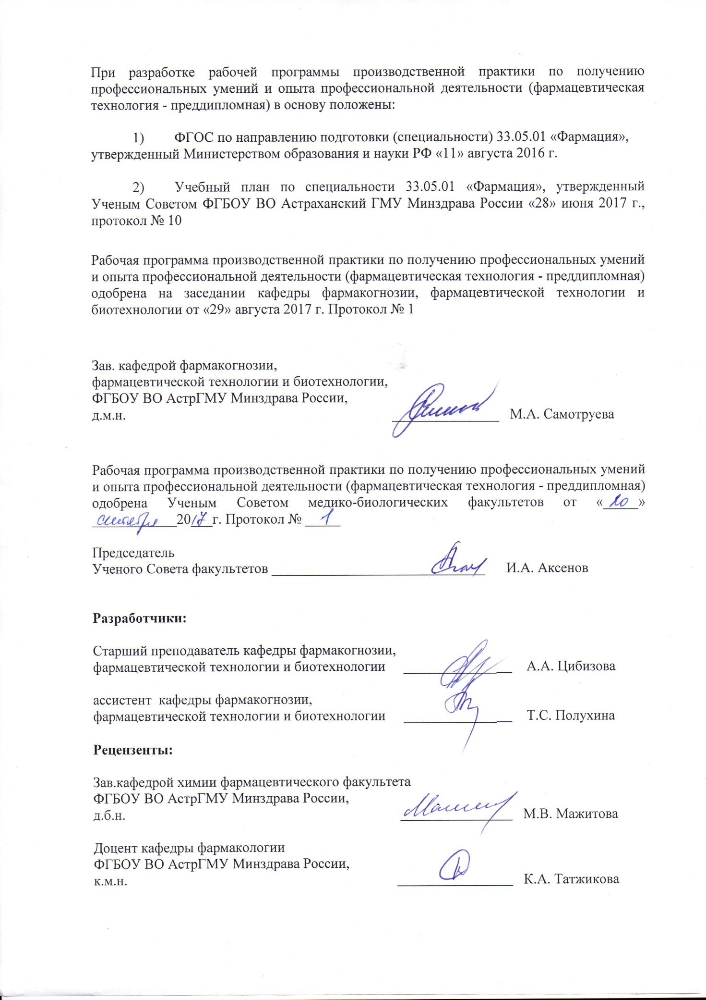 При разработке рабочей программы производственной практики по получению
профессиональных умений и опыта профессиональной деятельности (фармацевтическая
технология - преддипломная) в основу положены:
1) ФГОС по направлению подготовки (специальности) 33.05.01 «Фармация»,
утвержденный Министерством образования и науки РФ «11» августа 2016 г.
2) Учебный план по специальности 33.05.01 «Фармация», утвержденный
Ученым Советом ФГБОУ ВО Астраханский ГМУ Минздрава России «28» июня 2017 г.,
протокол № 10
Рабочая программа производственной практики по получению профессиональных умений
и опыта профессиональной деятельности (фармацевтическая технология - преддипломная)
одобрена на заседании кафедры фармакогнозии, фармацевтической технологии и
биотехнологии от «29» августа 2017 г. Протокол № 1
Зав. кафедрой фармакогнозии,
фармацевтической технологии и биотехнологии,
ФГБОУ ВО АстрГМУ Минздрава России,
д.м.н. М.А. Самотруева
Рабочая программа производственной практики по получению профессиональных умений
и опыта профессиональной деятельности (фармацевтическая технология - преддипломная)
одобрена Ученым Советом медико-биологических факультетов от «20»
сентября 2017 г. Протокол № 1
Председатель
Ученого Совета факультетов И.А. Аксенов
Разработчики:
Старший преподаватель кафедры фармакогнозии,
фармацевтической технологии и биотехнологии А.А. Цибизова
ассистент кафедры фармакогнозии,
фармацевтической технологии и биотехнологии Т.С. Полухина
Рецензенты:
Зав.кафедрой химии фармацевтического факультета
ФГБОУ ВО АстрГМУ Минздрава России,
д.б.н. М.В. Мажитова
Доцент кафедры фармакологии
ФГБОУ ВО АстрГМУ Минздрава России,
к.м.н. К.А. Татжикова